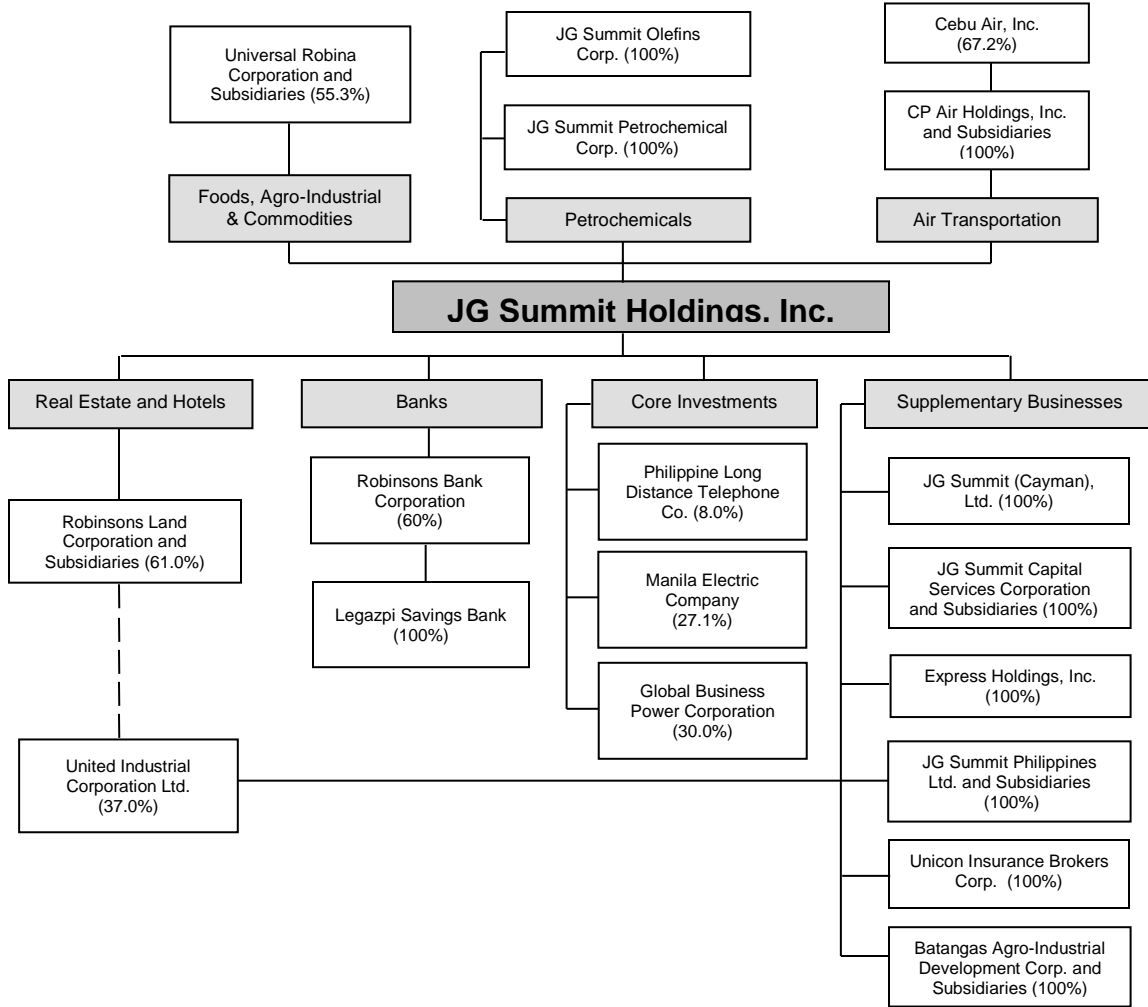 Universal Robina
Corporation and
Subsidiaries (55.3%)
JG Summit Olefins
Corp. (100%)
JG Summit Petrochemical
Corp. (100%)
Cebu Air, Inc.
(67.2%)
CP Air Holdings, Inc.
and Subsidiaries
(100%)
Foods, Agro-Industrial
& Commodities
Petrochemicals
Air Transportation
JG Summit Holdings, Inc.
Real Estate and Hotels
Banks
Core Investments
Supplementary Businesses
Robinsons Land
Corporation and
Subsidiaries (61.0%)
United Industrial
Corporation Ltd.
(37.0%)
Robinsons Bank
Corporation
(60%)
Legazpi Savings Bank
(100%)
Philippine Long
Distance Telephone
Co. (8.0%)
Manila Electric
Company
(27.1%)
Global Business
Power Corporation
(30.0%)
JG Summit (Cayman),
Ltd. (100%)
JG Summit Capital
Services Corporation
and Subsidiaries (100%)
Express Holdings, Inc.
(100%)
JG Summit Philippines
Ltd. and Subsidiaries
(100%)
Unicon Insurance Brokers
Corp. (100%)
Batangas Agro-Industrial
Development Corp. and
Subsidiaries (100%)